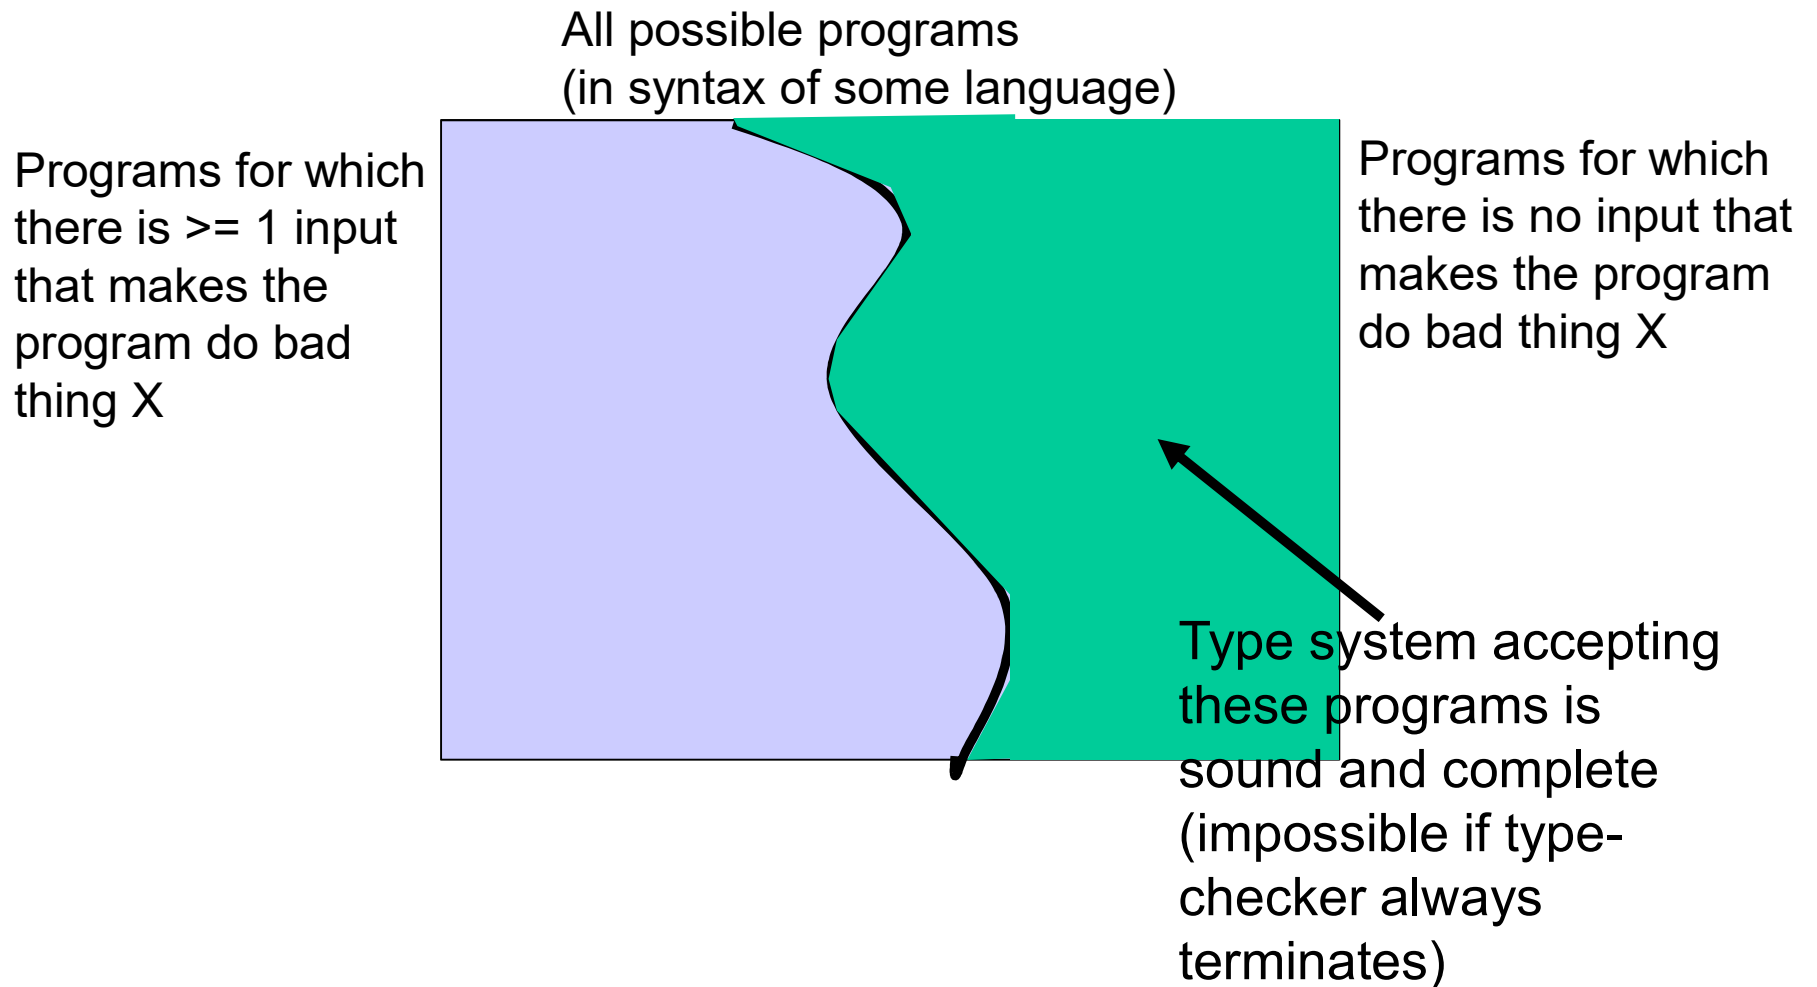 All possible programs
(in syntax of some language)
Programs for which
there is >= 1 input
that makes the
program do bad
thing X
Programs for which
there is no input that
makes the program
do bad thing X
Type system accepting
these programs is
sound and complete
(impossible if type-
checker always
terminates)